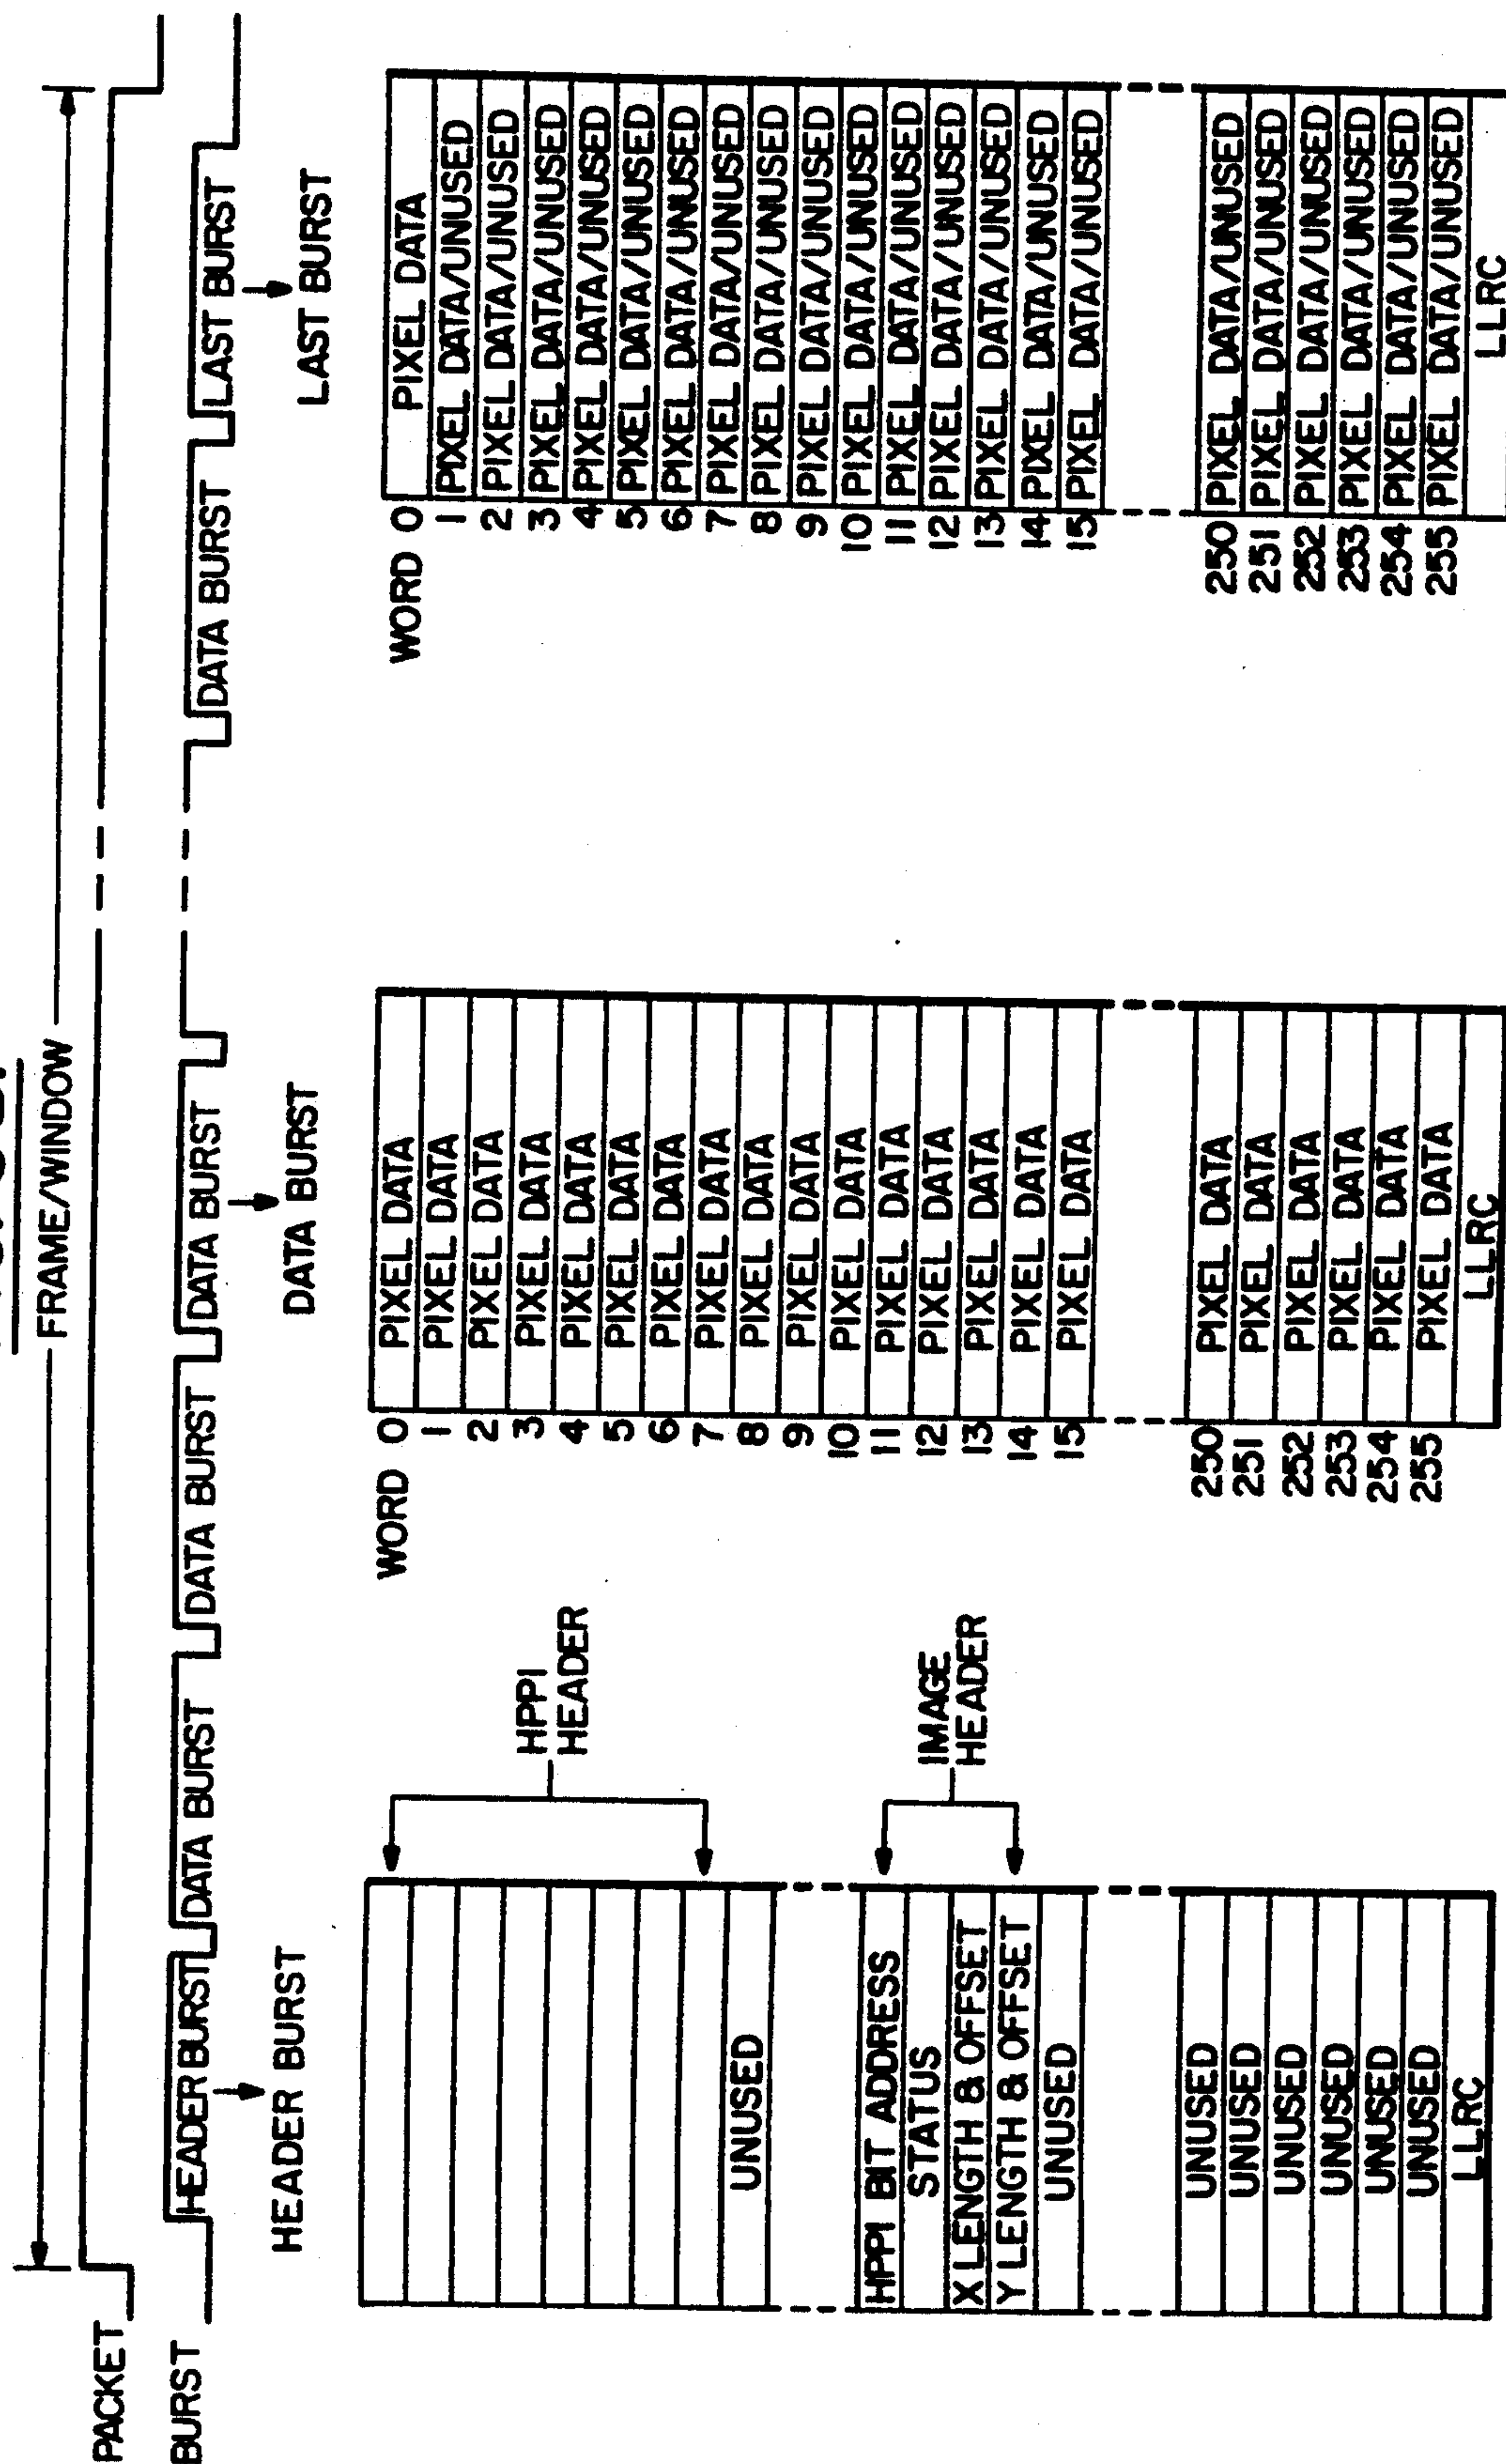 FRAME/WINDOW
PACKET
BURST
HEADER BURST
DATA BURST
DATA BURST
DATA BURST
DATA BURST
LAST BURST
HEADER BURST
UNUSED
HPPI BIT ADDRESS
STATUS
X LENGTH & OFFSET
Y LENGTH & OFFSET
UNUSED
UNUSED
UNUSED
UNUSED
UNUSED
UNUSED
UNUSED
LLRC
HPPI
HEADER
IMAGE
HEADER
DATA BURST
WORD 0 PIXEL DATA
1 PIXEL DATA
2 PIXEL DATA
3 PIXEL DATA
4 PIXEL DATA
5 PIXEL DATA
6 PIXEL DATA
7 PIXEL DATA
8 PIXEL DATA
9 PIXEL DATA
10 PIXEL DATA
11 PIXEL DATA
12 PIXEL DATA
13 PIXEL DATA
14 PIXEL DATA
15 PIXEL DATA
250 PIXEL DATA
251 PIXEL DATA
252 PIXEL DATA
253 PIXEL DATA
254 PIXEL DATA
255 PIXEL DATA
LLRC
LAST BURST
WORD 0 PIXEL DATA
1 PIXEL DATA/UNUSED
2 PIXEL DATA/UNUSED
3 PIXEL DATA/UNUSED
4 PIXEL DATA/UNUSED
5 PIXEL DATA/UNUSED
6 PIXEL DATA/UNUSED
7 PIXEL DATA/UNUSED
8 PIXEL DATA/UNUSED
9 PIXEL DATA/UNUSED
10 PIXEL DATA/UNUSED
11 PIXEL DATA/UNUSED
12 PIXEL DATA/UNUSED
13 PIXEL DATA/UNUSED
14 PIXEL DATA/UNUSED
15 PIXEL DATA/UNUSED
250 PIXEL DATA/UNUSED
251 PIXEL DATA/UNUSED
252 PIXEL DATA/UNUSED
253 PIXEL DATA/UNUSED
254 PIXEL DATA/UNUSED
255 PIXEL DATA/UNUSED
LLRC